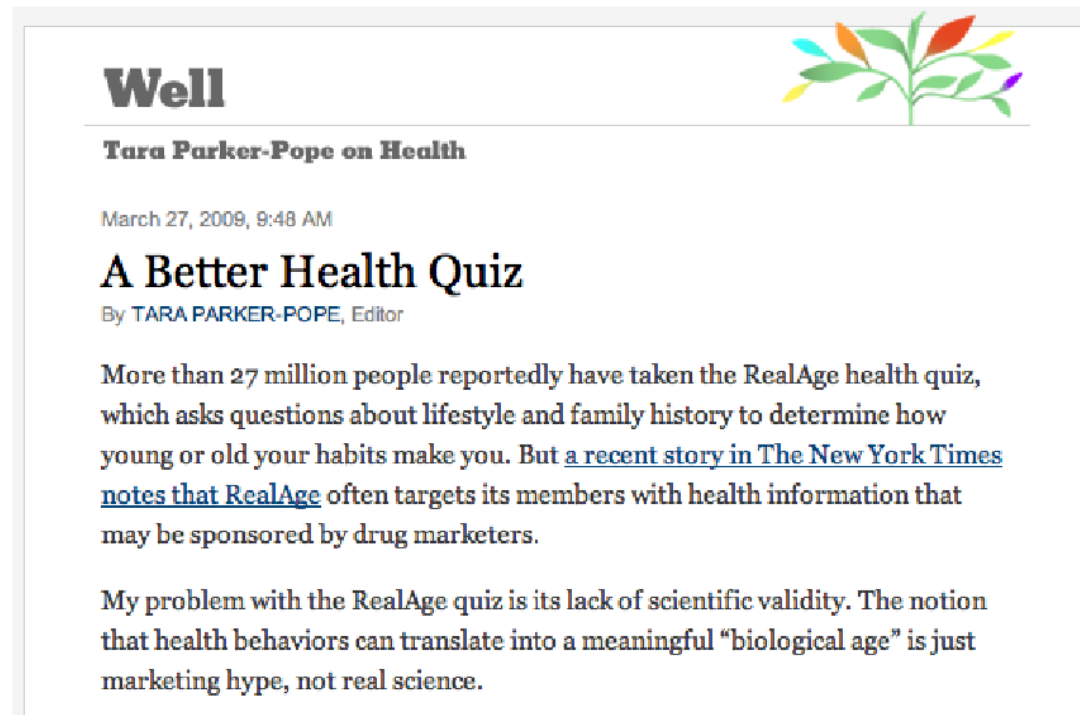 Well
Tara Parker-Pope on Health
March 27, 2009, 9:48 AM
A Better Health Quiz
By TARA PARKER-POPE, Editor
More than 27 million people reportedly have taken the RealAge health quiz,
which asks questions about lifestyle and family history to determine how
young or old your habits make you. But a recent story in The New York Times
notes that RealAge often targets its members with health information that
may be sponsored by drug marketers.
My problem with the RealAge quiz is its lack of scientific validity. The notion
that health behaviors can translate into a meaningful “biological age” is just
marketing hype, not real science.